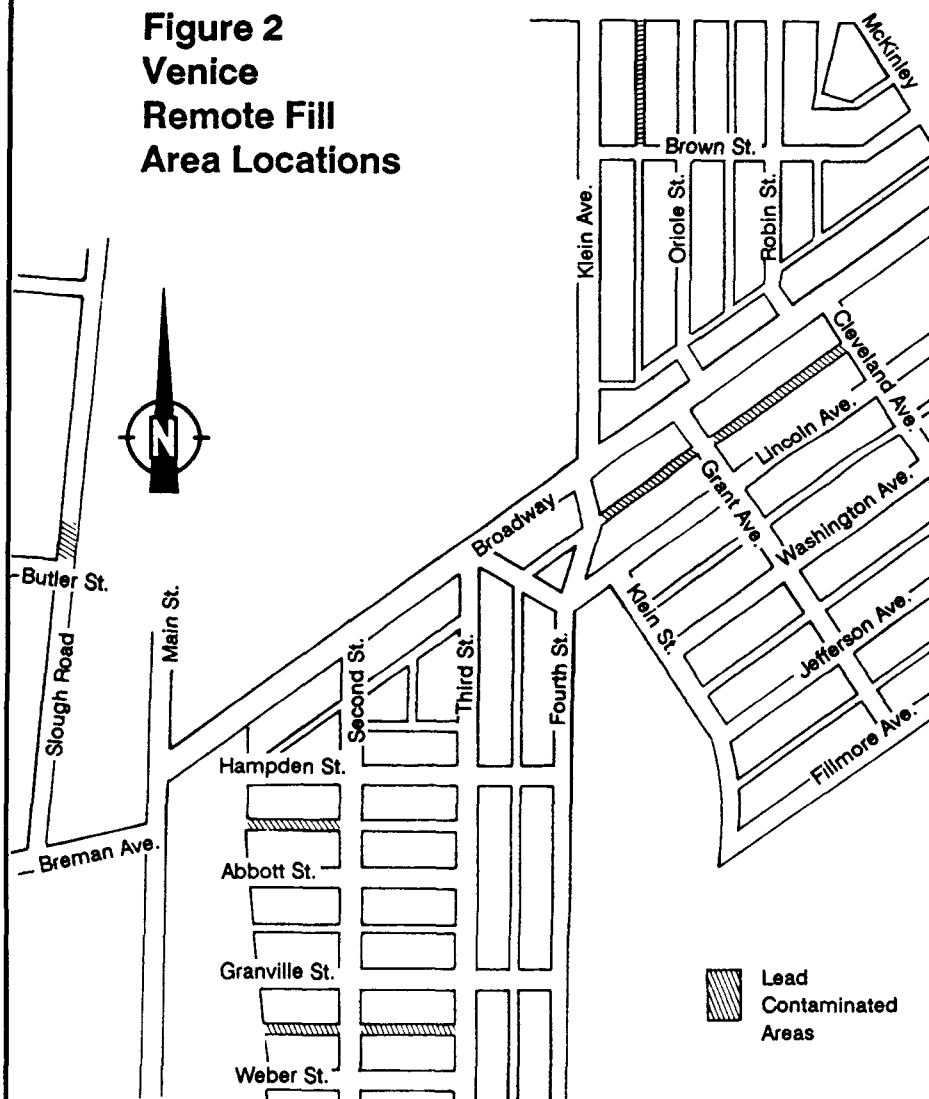 Figure 2
Venice
Remote Fill
Area Locations
McKinley
Brown St.
Klein Ave.
Oriole St.
Robin St.
Cleveland Ave.
N
Lincoln Ave.
Grant Ave.
Washington Ave.
Broadway
Butler St.
Main St.
Klein St.
Jefferson Ave.
Slough Road
Second St.
Third St.
Fourth St.
Fillmore Ave.
Hampden St.
Breman Ave.
Abbott St.
Granville St.
Lead
Contaminated
Areas
Weber St.